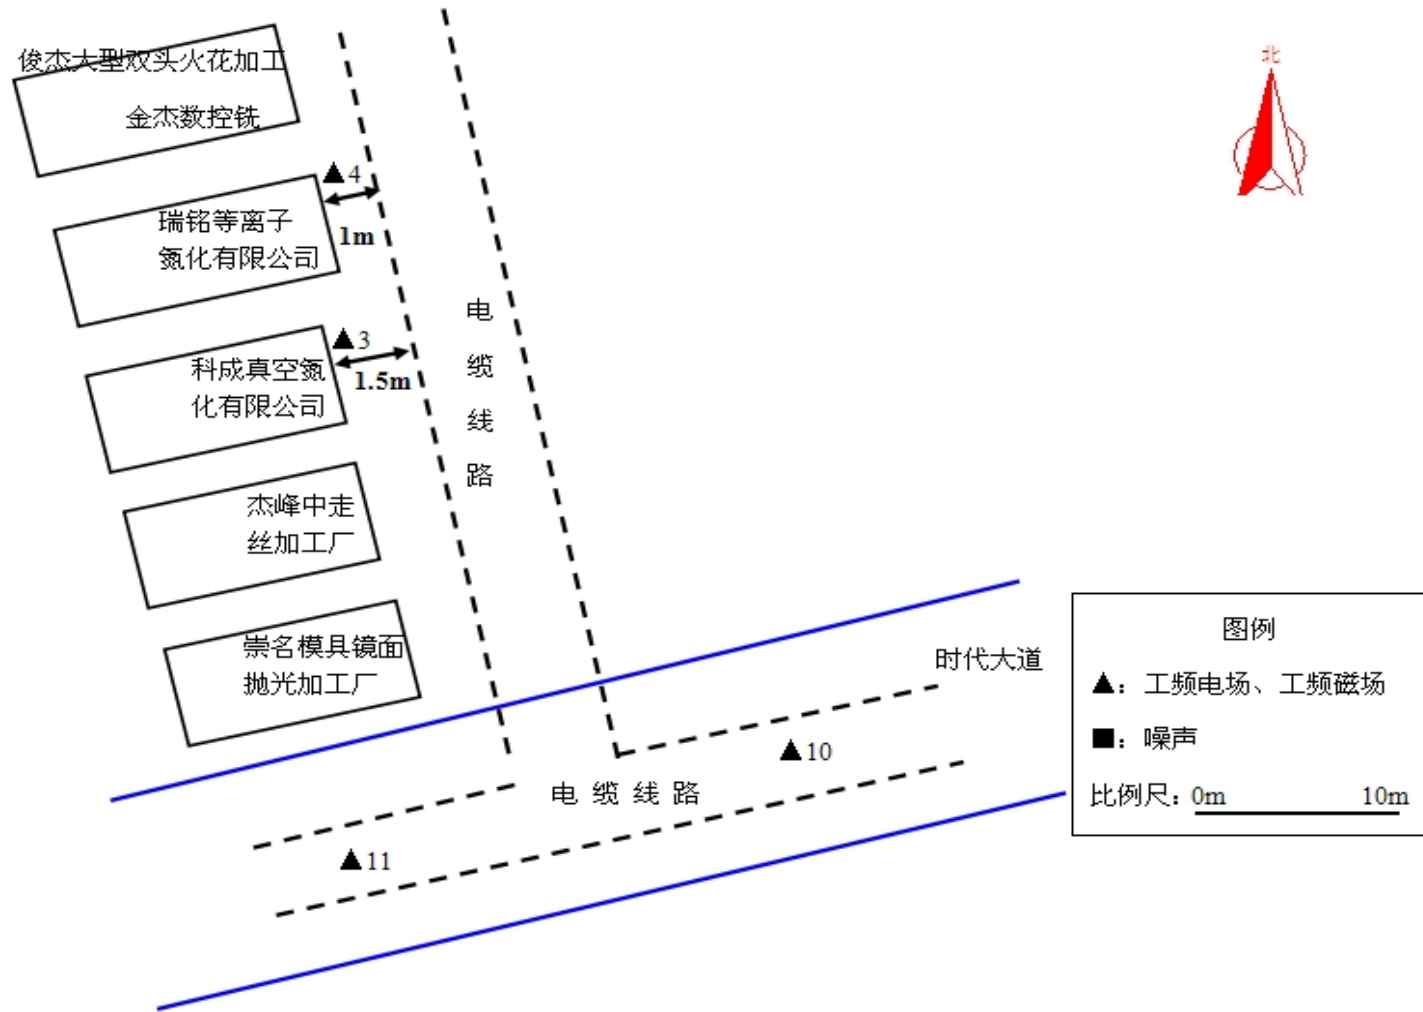 俊杰大型双头火花加工
金杰数控铣
北
▲4
1m
瑞铭等离子
氮化有限公司
▲3
1.5m
科成真空氮
化有限公司
电
缆
线
路
杰峰中走
丝加工厂
崇名模具镜面
抛光加工厂
时代大道
▲10
电 缆 线 路
▲11
图例
▲：工频电场、工频磁场
■：噪声
比例尺：0m 10m